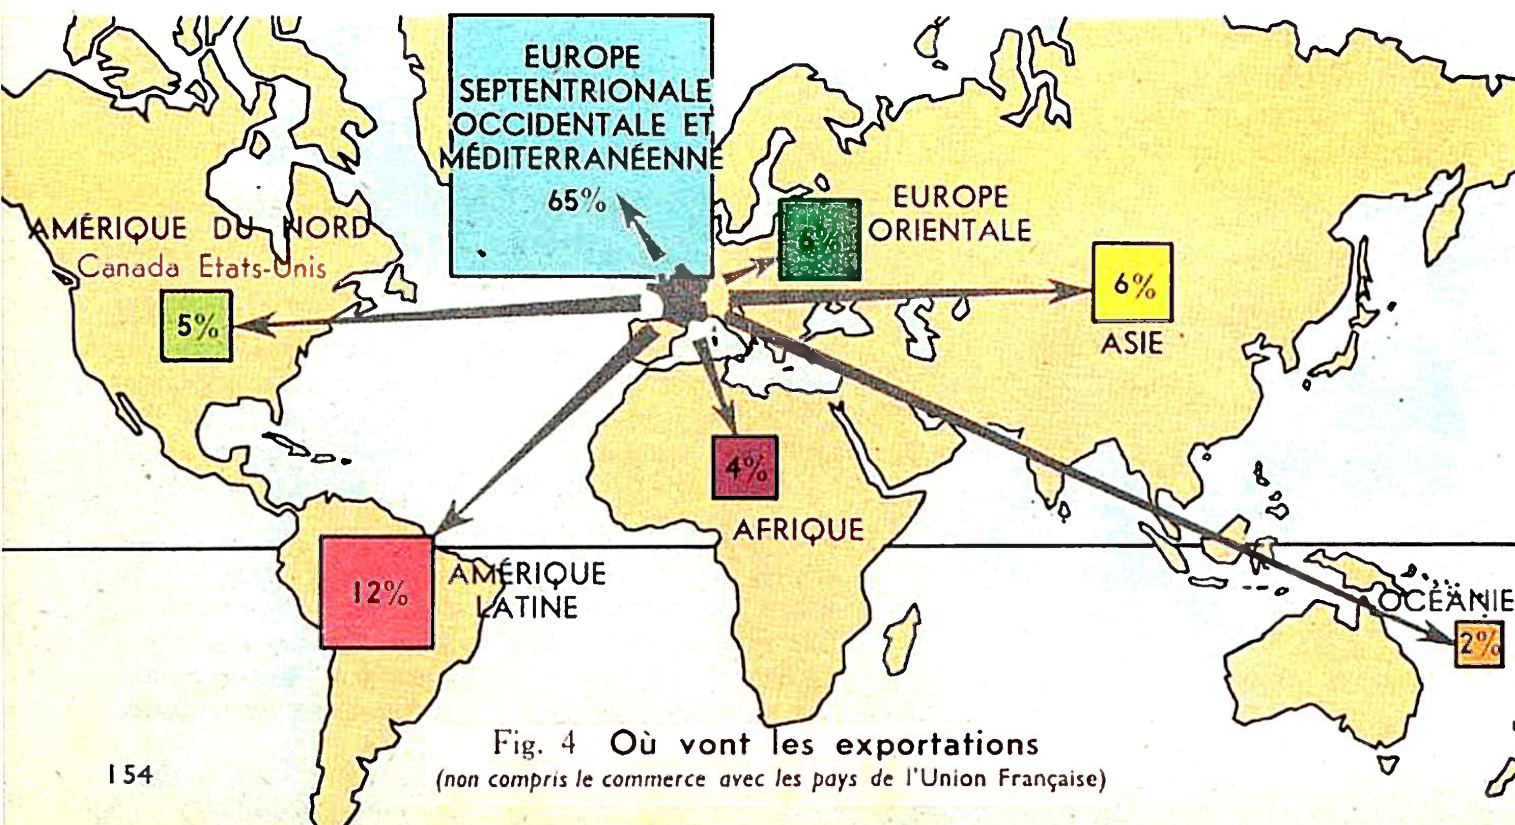 EUROPE
SEPTENTRIONALE
OCCIDENTALE ET
MÉDITERRANÉENNE
65%
EUROPE
ORIENTALE
6%
AMÉRIQUE DU NORD
Canada Etats-Unis
5%
6%
ASIE
4%
AFRIQUE
12%
AMÉRIQUE
LATINE
OCÉANIE
2%
Fig. 4 Où vont les exportations
(non compris le commerce avec les pays de l'Union Française)
154